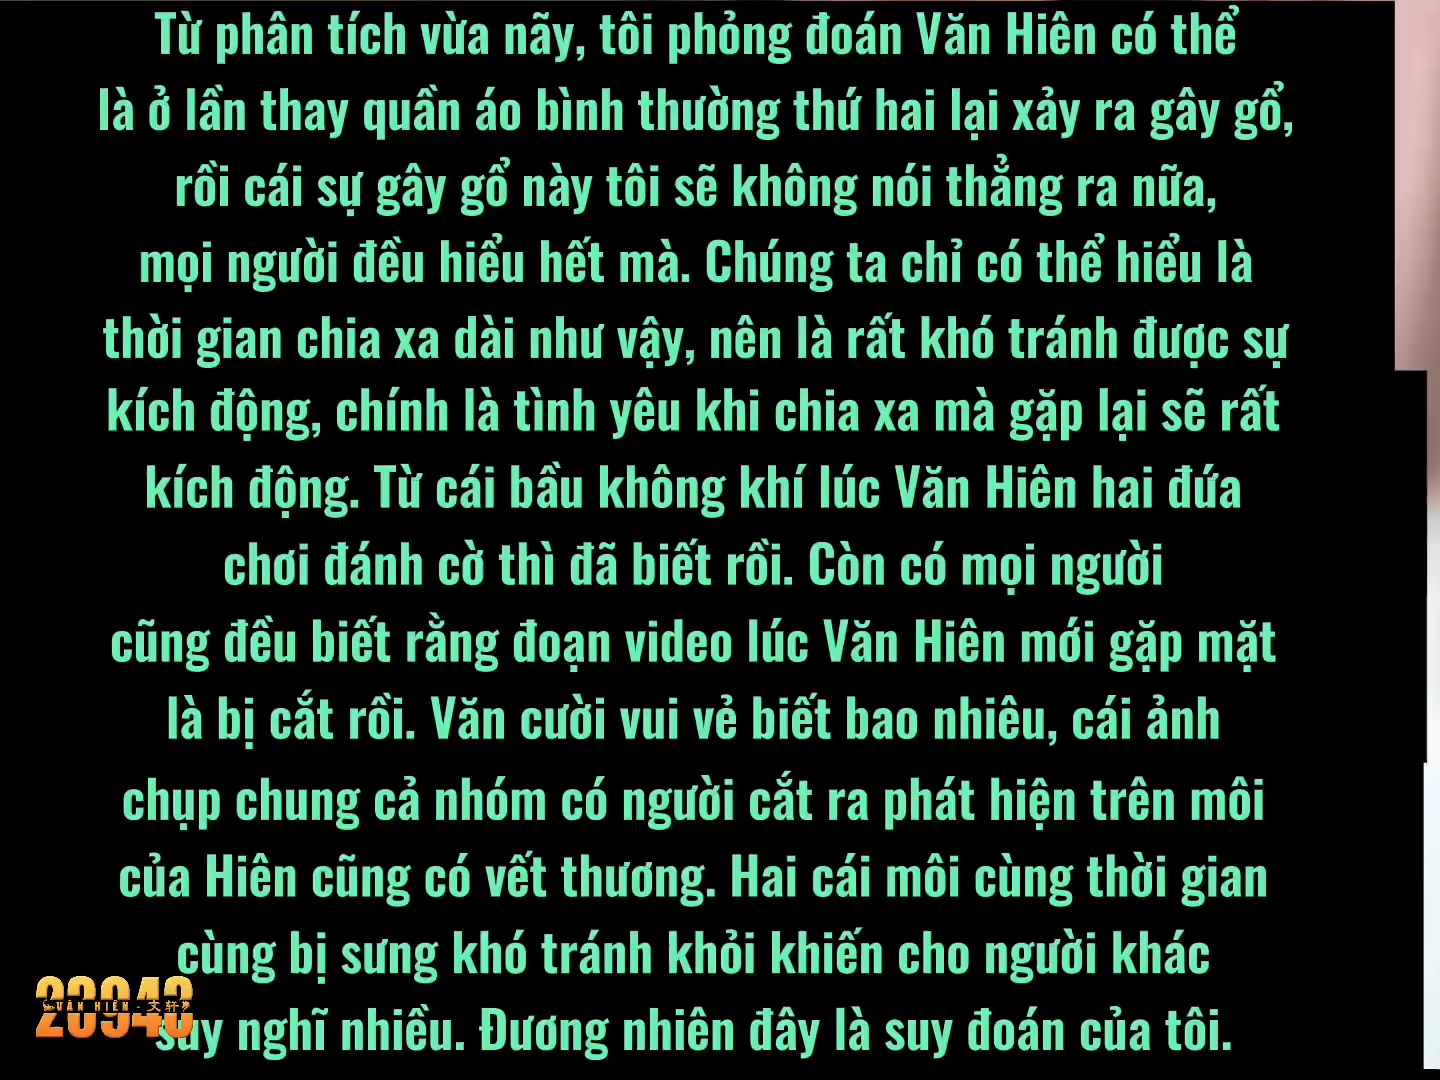 Từ phân tích vừa nãy, tôi phỏng đoán Văn Hiên có thể
là ở lần thay quần áo bình thường thứ hai lại xảy ra gây gổ,
rồi cái sự gây gổ này tôi sẽ không nói thẳng ra nữa,
mọi người đều hiểu hết mà. Chúng ta chỉ có thể hiểu là
thời gian chia xa dài như vậy, nên là rất khó tránh được sự
kích động, chính là tình yêu khi chia xa mà gặp lại sẽ rất
kích động. Từ cái bầu không khí lúc Văn Hiên hai đứa
chơi đánh cờ thì đã biết rồi. Còn có mọi người
cũng đều biết rằng đoạn video lúc Văn Hiên mới gặp mặt
là bị cắt rồi. Văn cười vui vẻ biết bao nhiêu, cái ảnh
chụp chung cả nhóm có người cắt ra phát hiện trên môi
của Hiên cũng có vết thương. Hai cái môi cùng thời gian
cùng bị sưng khó tránh khỏi khiến cho người khác
suy nghĩ nhiều. Đương nhiên đây là suy đoán của tôi.
23943
VĂN HIÊN - 文轩